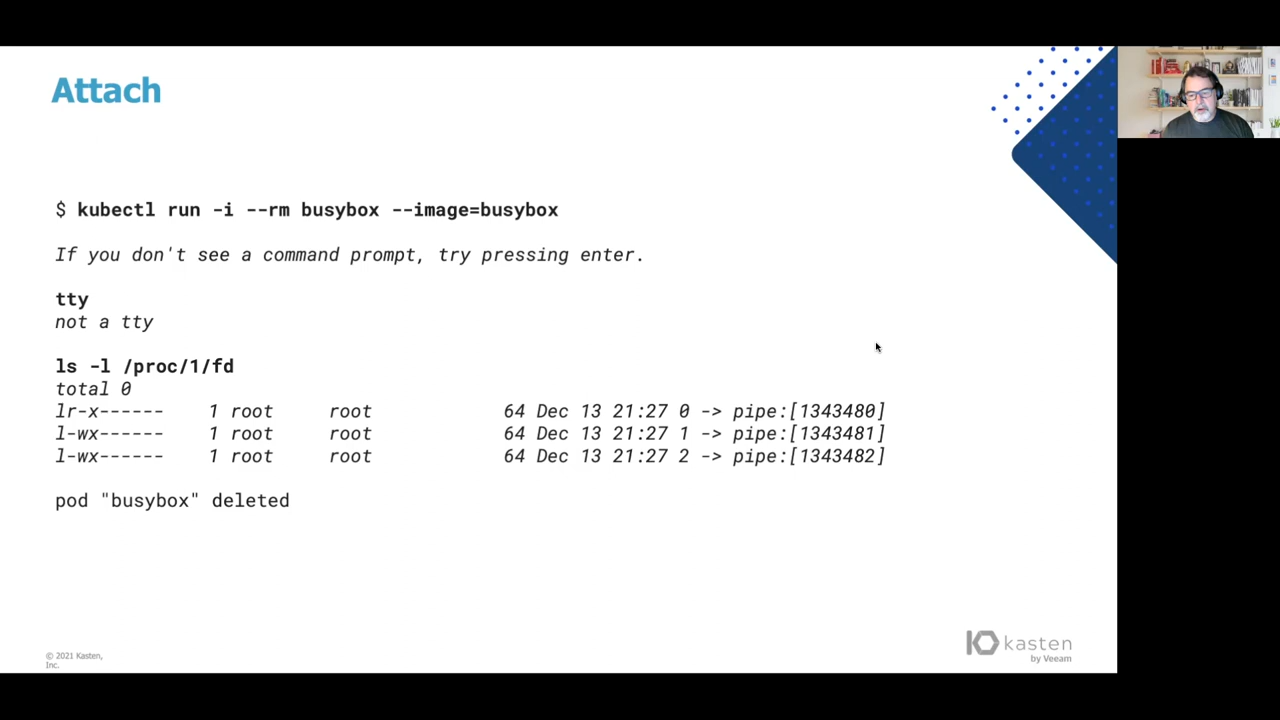 Attach
$ kubectl run -i --rm busybox --image=busybox
If you don't see a command prompt, try pressing enter.
tty
not a tty
ls -l /proc/1/fd
total 0
lr-x------ 1 root root 64 Dec 13 21:27 0 -> pipe:[1343480]
l-wx------ 1 root root 64 Dec 13 21:27 1 -> pipe:[1343481]
l-wx------ 1 root root 64 Dec 13 21:27 2 -> pipe:[1343482]
pod "busybox" deleted
© 2021 Kasten,
Inc.
kasten
by Veeam